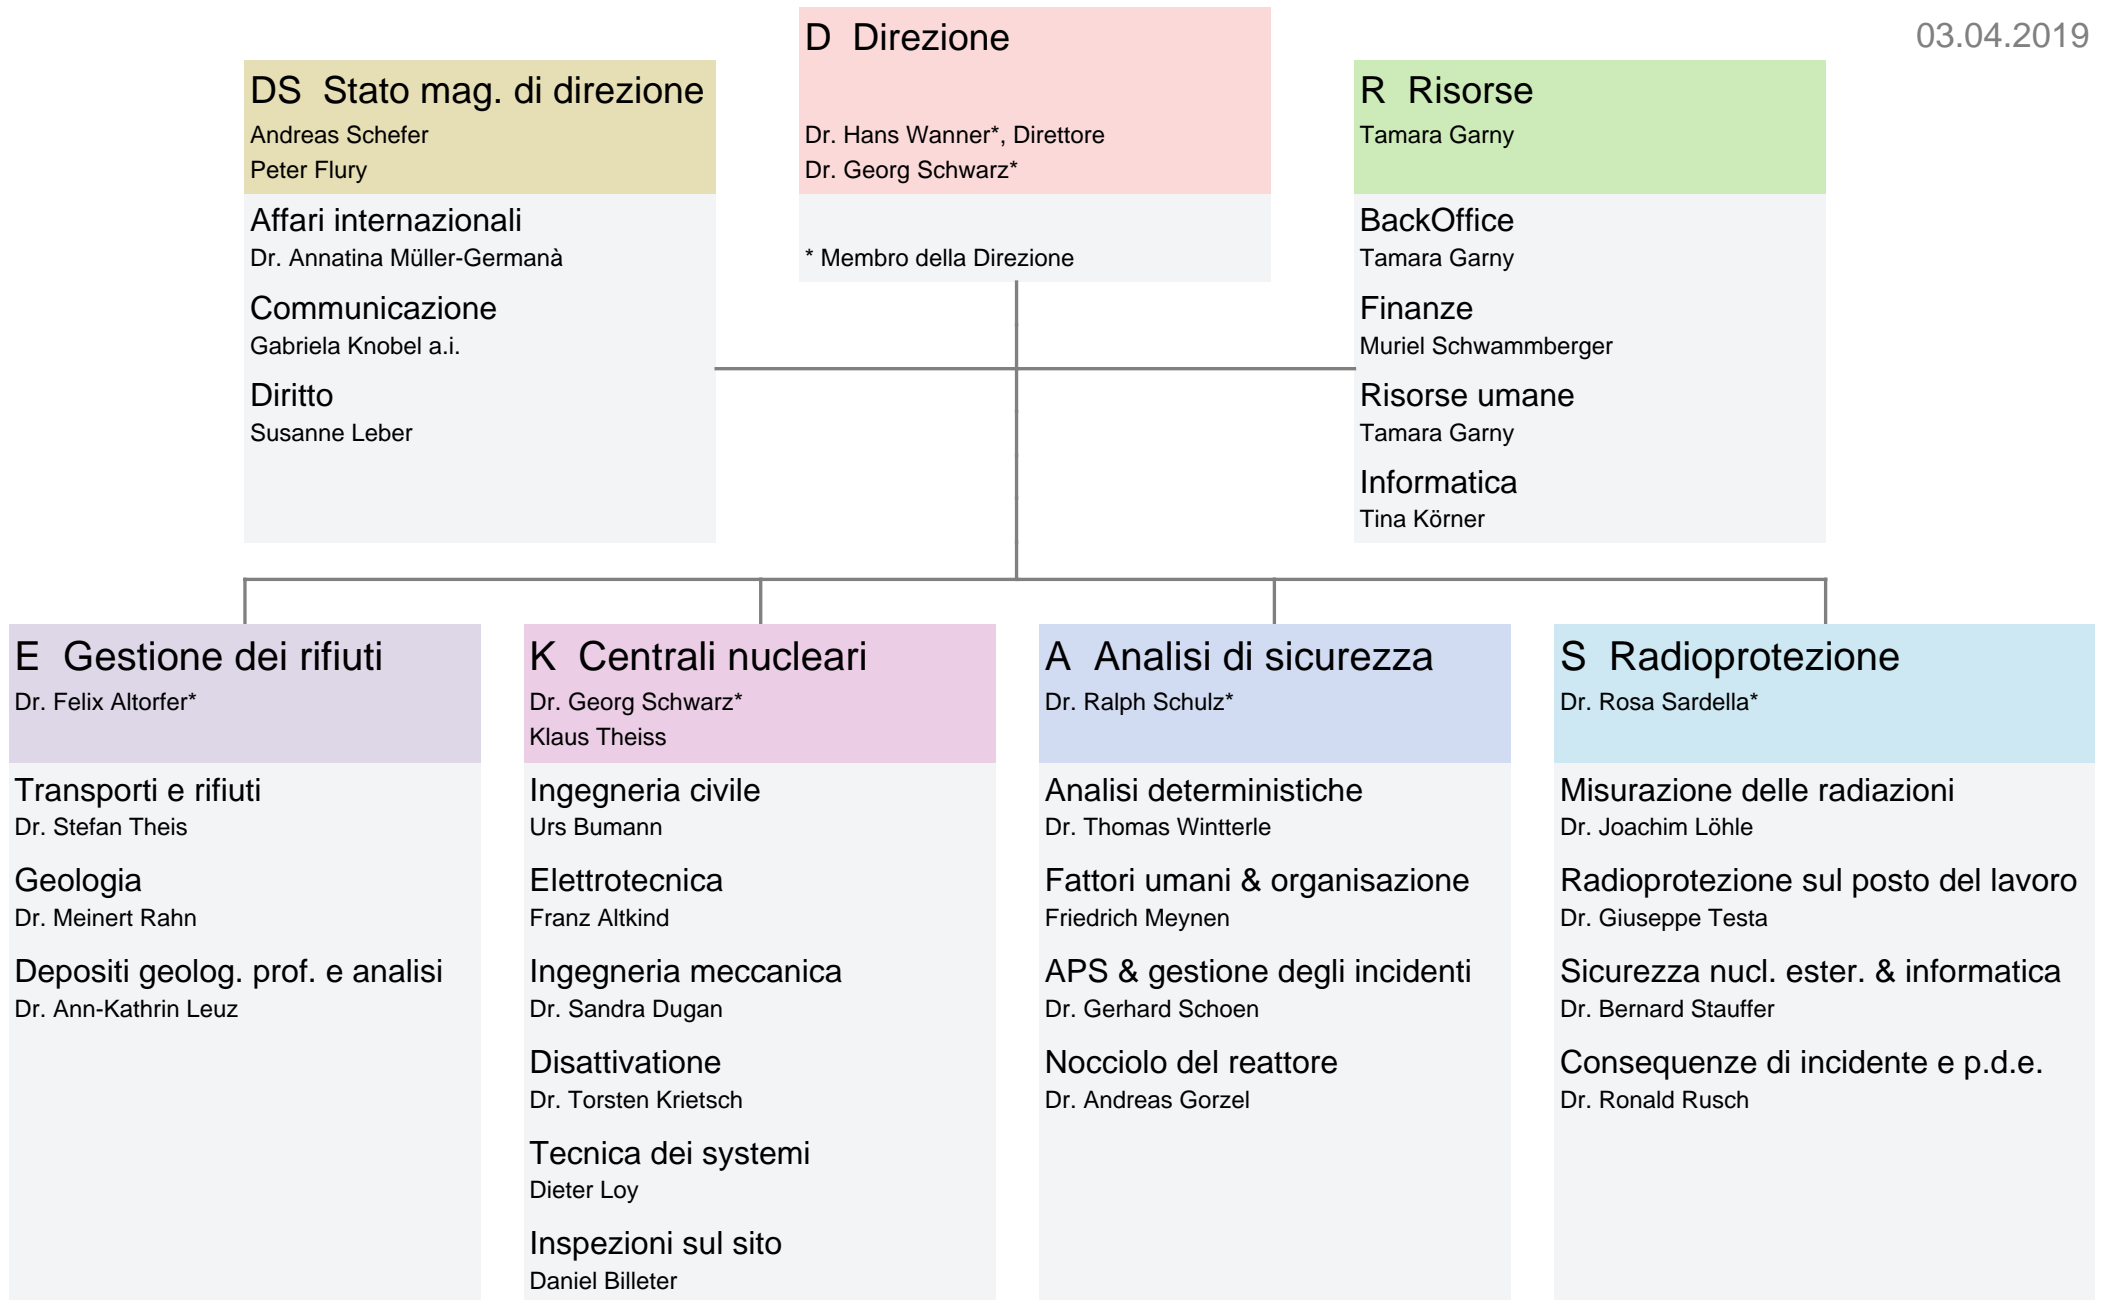 03.04.2019
D Direzione
Dr. Hans Wanner*, Direttore
Dr. Georg Schwarz*
* Membro della Direzione
DS Stato mag. di direzione
Andreas Schefer
Peter Flury
Affari internazionali
Dr. Annatina Müller-Germanà
Communicazione
Gabriela Knobel a.i.
Diritto
Susanne Leber
R Risorse
Tamara Garny
BackOffice
Tamara Garny
Finanze
Muriel Schwammberger
Risorse umane
Tamara Garny
Informatica
Tina Körner
E Gestione dei rifiuti
Dr. Felix Altorfer*
Transporti e rifiuti
Dr. Stefan Theis
Geologia
Dr. Meinert Rahn
Depositi geolog. prof. e analisi
Dr. Ann-Kathrin Leuz
K Centrali nucleari
Dr. Georg Schwarz*
Klaus Theiss
Ingegneria civile
Urs Bumann
Elettrotecnica
Franz Altkind
Ingegneria meccanica
Dr. Sandra Dugan
Disattivatione
Dr. Torsten Krietsch
Tecnica dei systemi
Dieter Loy
Inspezioni sul sito
Daniel Billeter
A Analisi di sicurezza
Dr. Ralph Schulz*
Analisi deterministiche
Dr. Thomas Wintterle
Fattori umani & organisazione
Friedrich Meynen
APS & gestione degli incidenti
Dr. Gerhard Schoen
Nocciolo del reattore
Dr. Andreas Gorzel
S Radioprotezione
Dr. Rosa Sardella*
Misurazione delle radiazioni
Dr. Joachim Löhle
Radioprotezione sul posto del lavoro
Dr. Giuseppe Testa
Sicurezza nucl. ester. & informatica
Dr. Bernard Stauffer
Consequenze di incidente e p.d.e.
Dr. Ronald Rusch